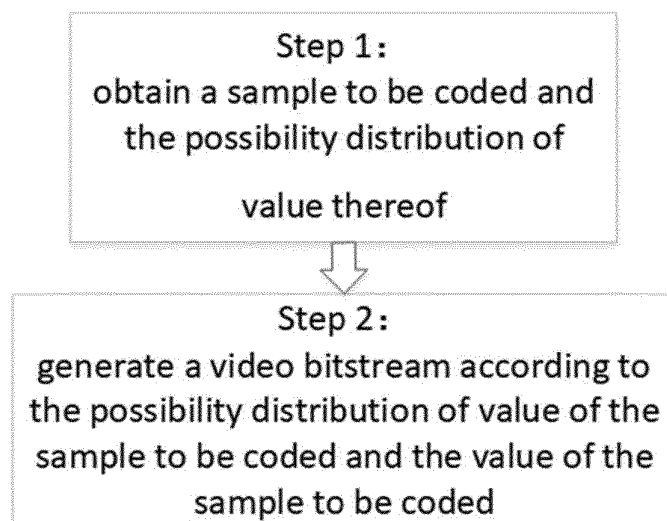 Step 1：
obtain a sample to be coded and
the possibility distribution of
value thereof
Step 2：
generate a video bitstream according to
the possibility distribution of value of the
sample to be coded and the value of the
sample to be coded